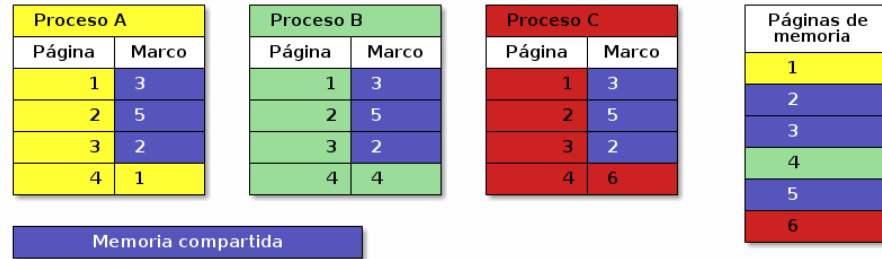 Proceso A
Página Marco
1 3
2 5
3 2
4 1
Proceso B
Página Marco
1 3
2 5
3 2
4 4
Proceso C
Página Marco
1 3
2 5
3 2
4 6
Páginas de
memoria
1
2
3
4
5
6
Memoria compartida